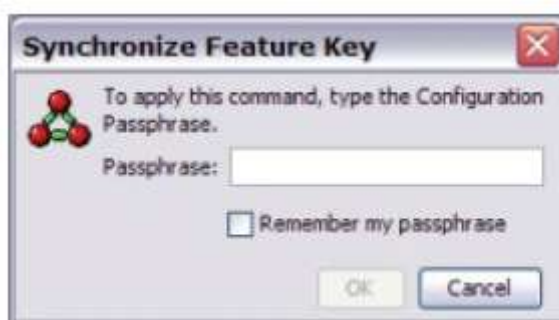 Synchronize Feature Key
To apply this command, type the Configuration
Passphrase.
Passphrase:
Remember my passphrase
OK Cancel